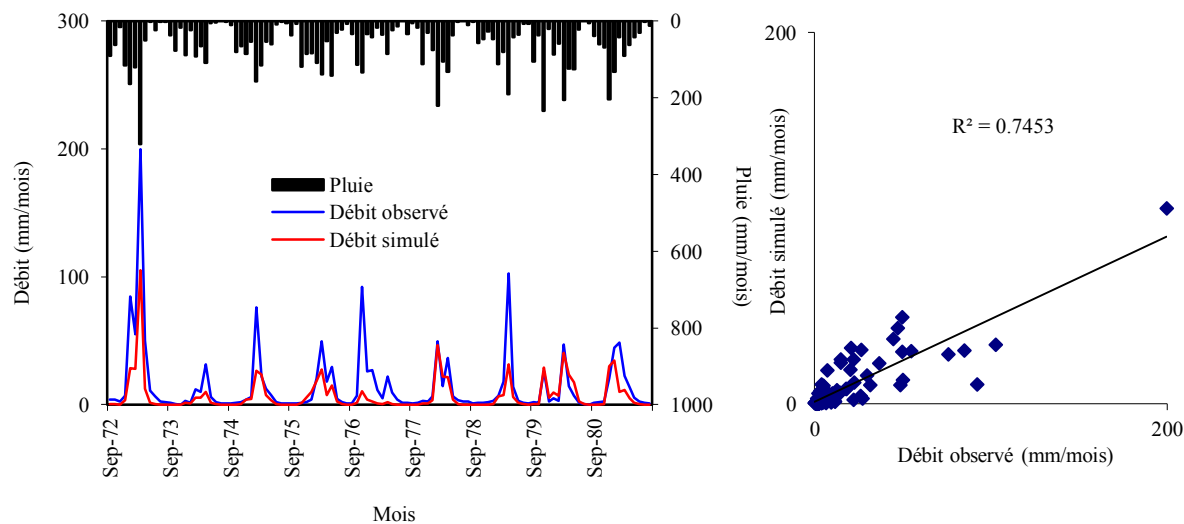 300
200
100
0
Débit (mm/mois)
0
200
400
600
800
1000
Pluie (mm/mois)
Pluie
Débit observé
Débit simulé
Sep-72
Sep-73
Sep-74
Sep-75
Sep-76
Sep-77
Sep-78
Sep-79
Sep-80
Mois
200
0
Débit simulé (mm/mois)
R² = 0.7453
0
200
Débit observé (mm/mois)